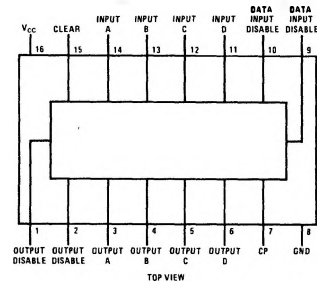 DATA DATA
INPUT INPUT INPUT INPUT INPUT INPUT
VCC CLEAR A B C D DISABLE DISABLE
16 15 14 13 12 11 10 9
1 2 3 4 5 6 7 8
OUTPUT OUTPUT OUTPUT OUTPUT OUTPUT OUTPUT CP GND
DISABLE DISABLE A B C D
TOP VIEW